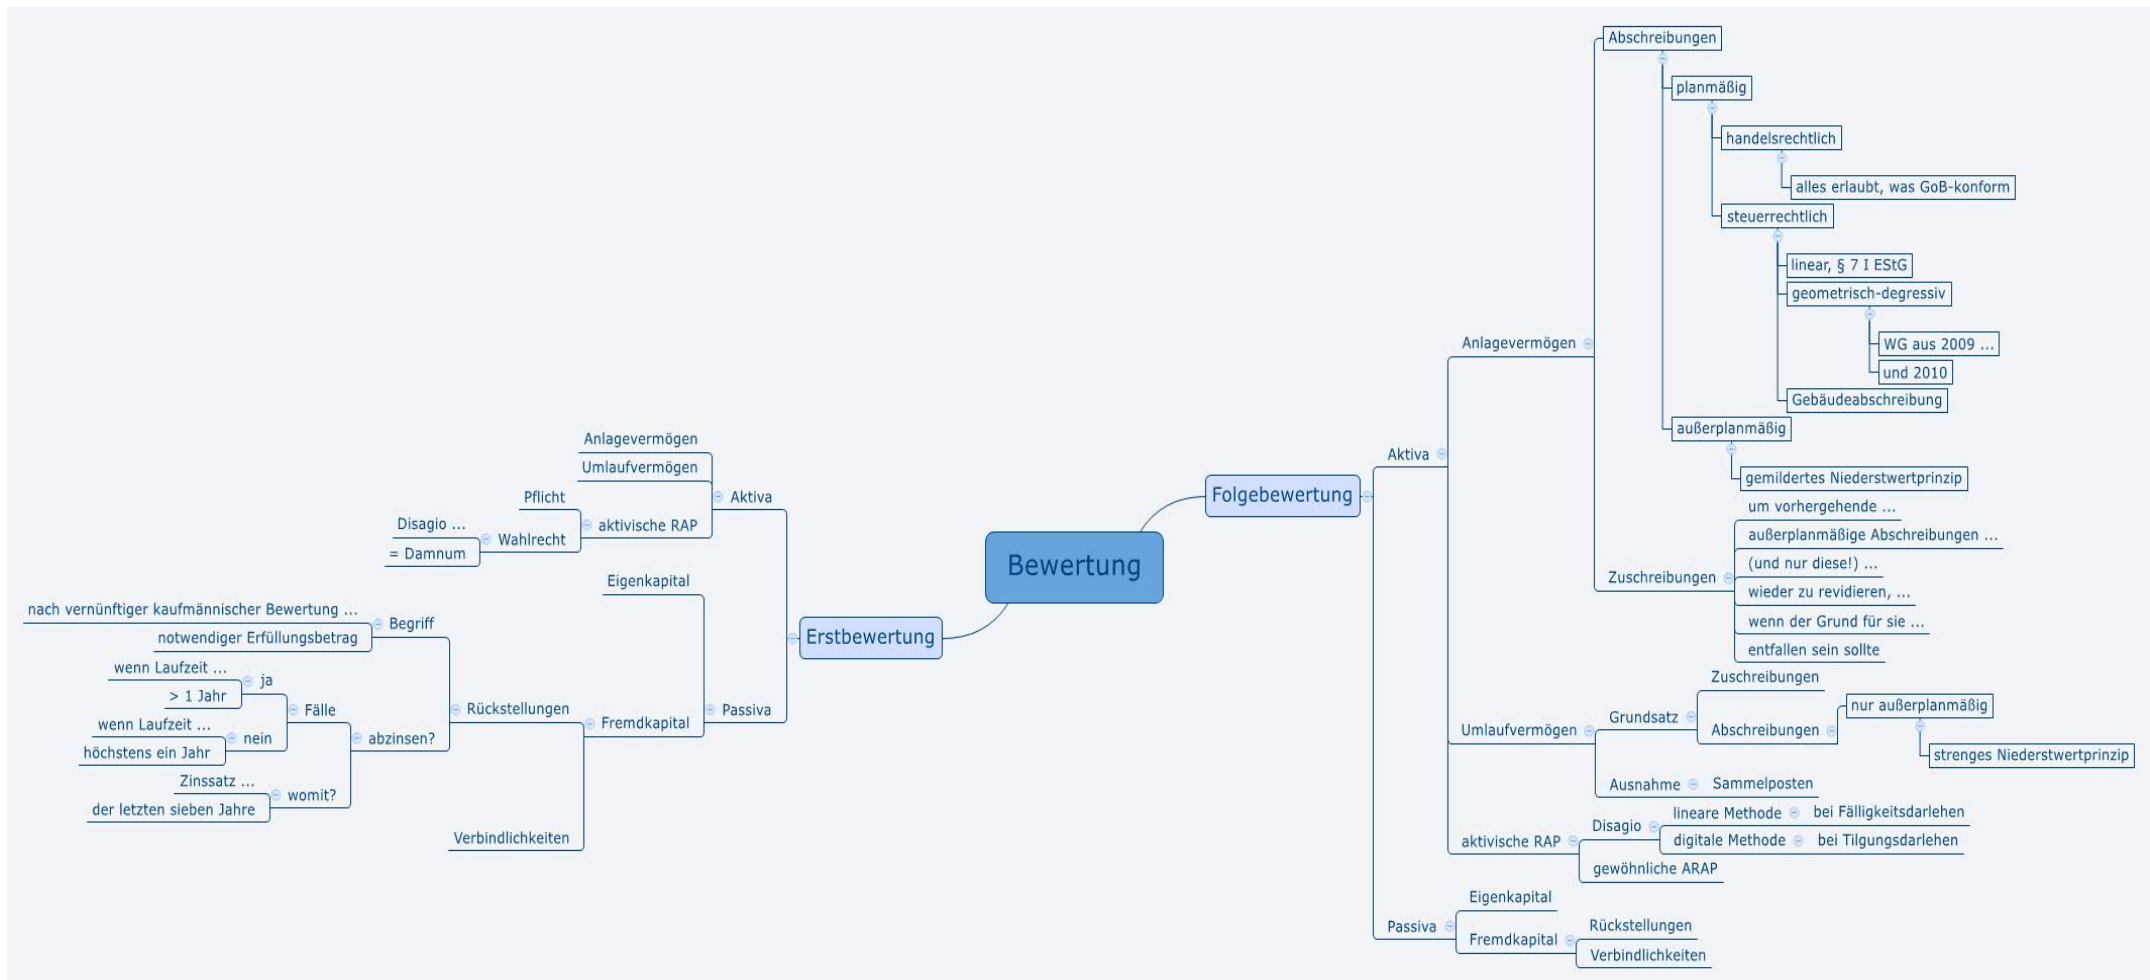 Bewertung
Erstbewertung
Aktiva
Anlagevermögen
Umlaufvermögen
aktivische RAP
Pflicht
Wahlrecht
Disagio ...
= Damnum
Passiva
Eigenkapital
Fremdkapital
Rückstellungen
Begriff
nach vernünftiger kaufmännischer Bewertung ...
notwendiger Erfüllungsbetrag
abzinsen?
Fälle
ja
wenn Laufzeit ...
> 1 Jahr
nein
wenn Laufzeit ...
höchstens ein Jahr
womit?
Zinssatz ...
der letzten sieben Jahre
Verbindlichkeiten
Folgebewertung
Aktiva
Anlagevermögen
Abschreibungen
planmäßig
handelsrechtlich
alles erlaubt, was GoB-konform
steuerrechtlich
linear, § 7 I EStG
geometrisch-degressiv
WG aus 2009 ...
und 2010
Gebäudeabschreibung
außerplanmäßig
gemildertes Niederstwertprinzip
Zuschreibungen
um vorhergehende ...
außerplanmäßige Abschreibungen ...
(und nur diese!) ...
wieder zu revidieren, ...
wenn der Grund für sie ...
entfallen sein sollte
Umlaufvermögen
Grundsatz
Zuschreibungen
Abschreibungen
nur außerplanmäßig
strenges Niederstwertprinzip
Ausnahme
Sammelposten
aktivische RAP
Disagio
lineare Methode
bei Fälligkeitsdarlehen
digitale Methode
bei Tilgungsdarlehen
gewöhnliche ARAP
Passiva
Eigenkapital
Fremdkapital
Rückstellungen
Verbindlichkeiten